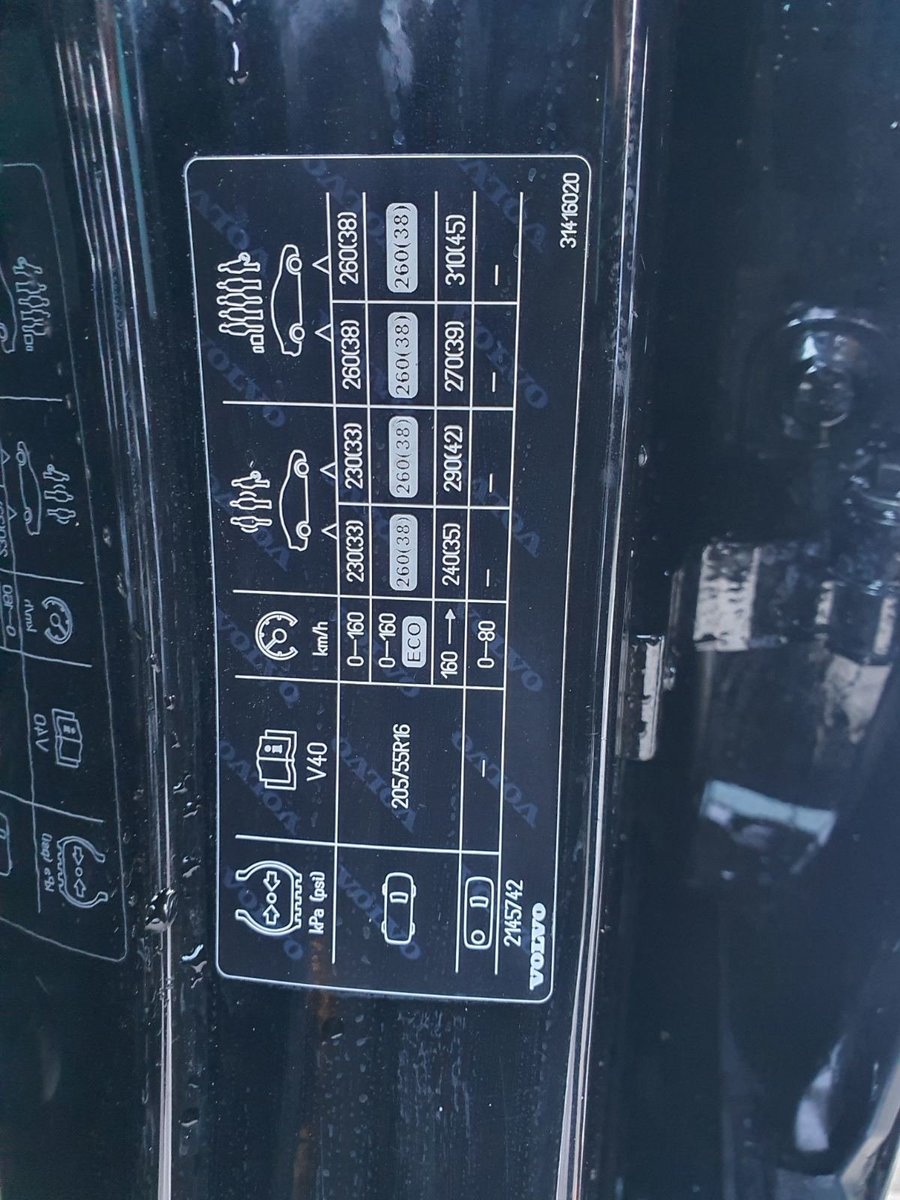 kPa (psi) V40 km/h
205/55R16 0–160 230(33) 230(33) 260(38) 260(38)
0–160 ECO 260(38) 260(38) 260(38) 260(38)
160 → 240(35) 290(42) 270(39) 310(45)
– 0–80 – – – –
2145742
VOLVO 31416020
V40